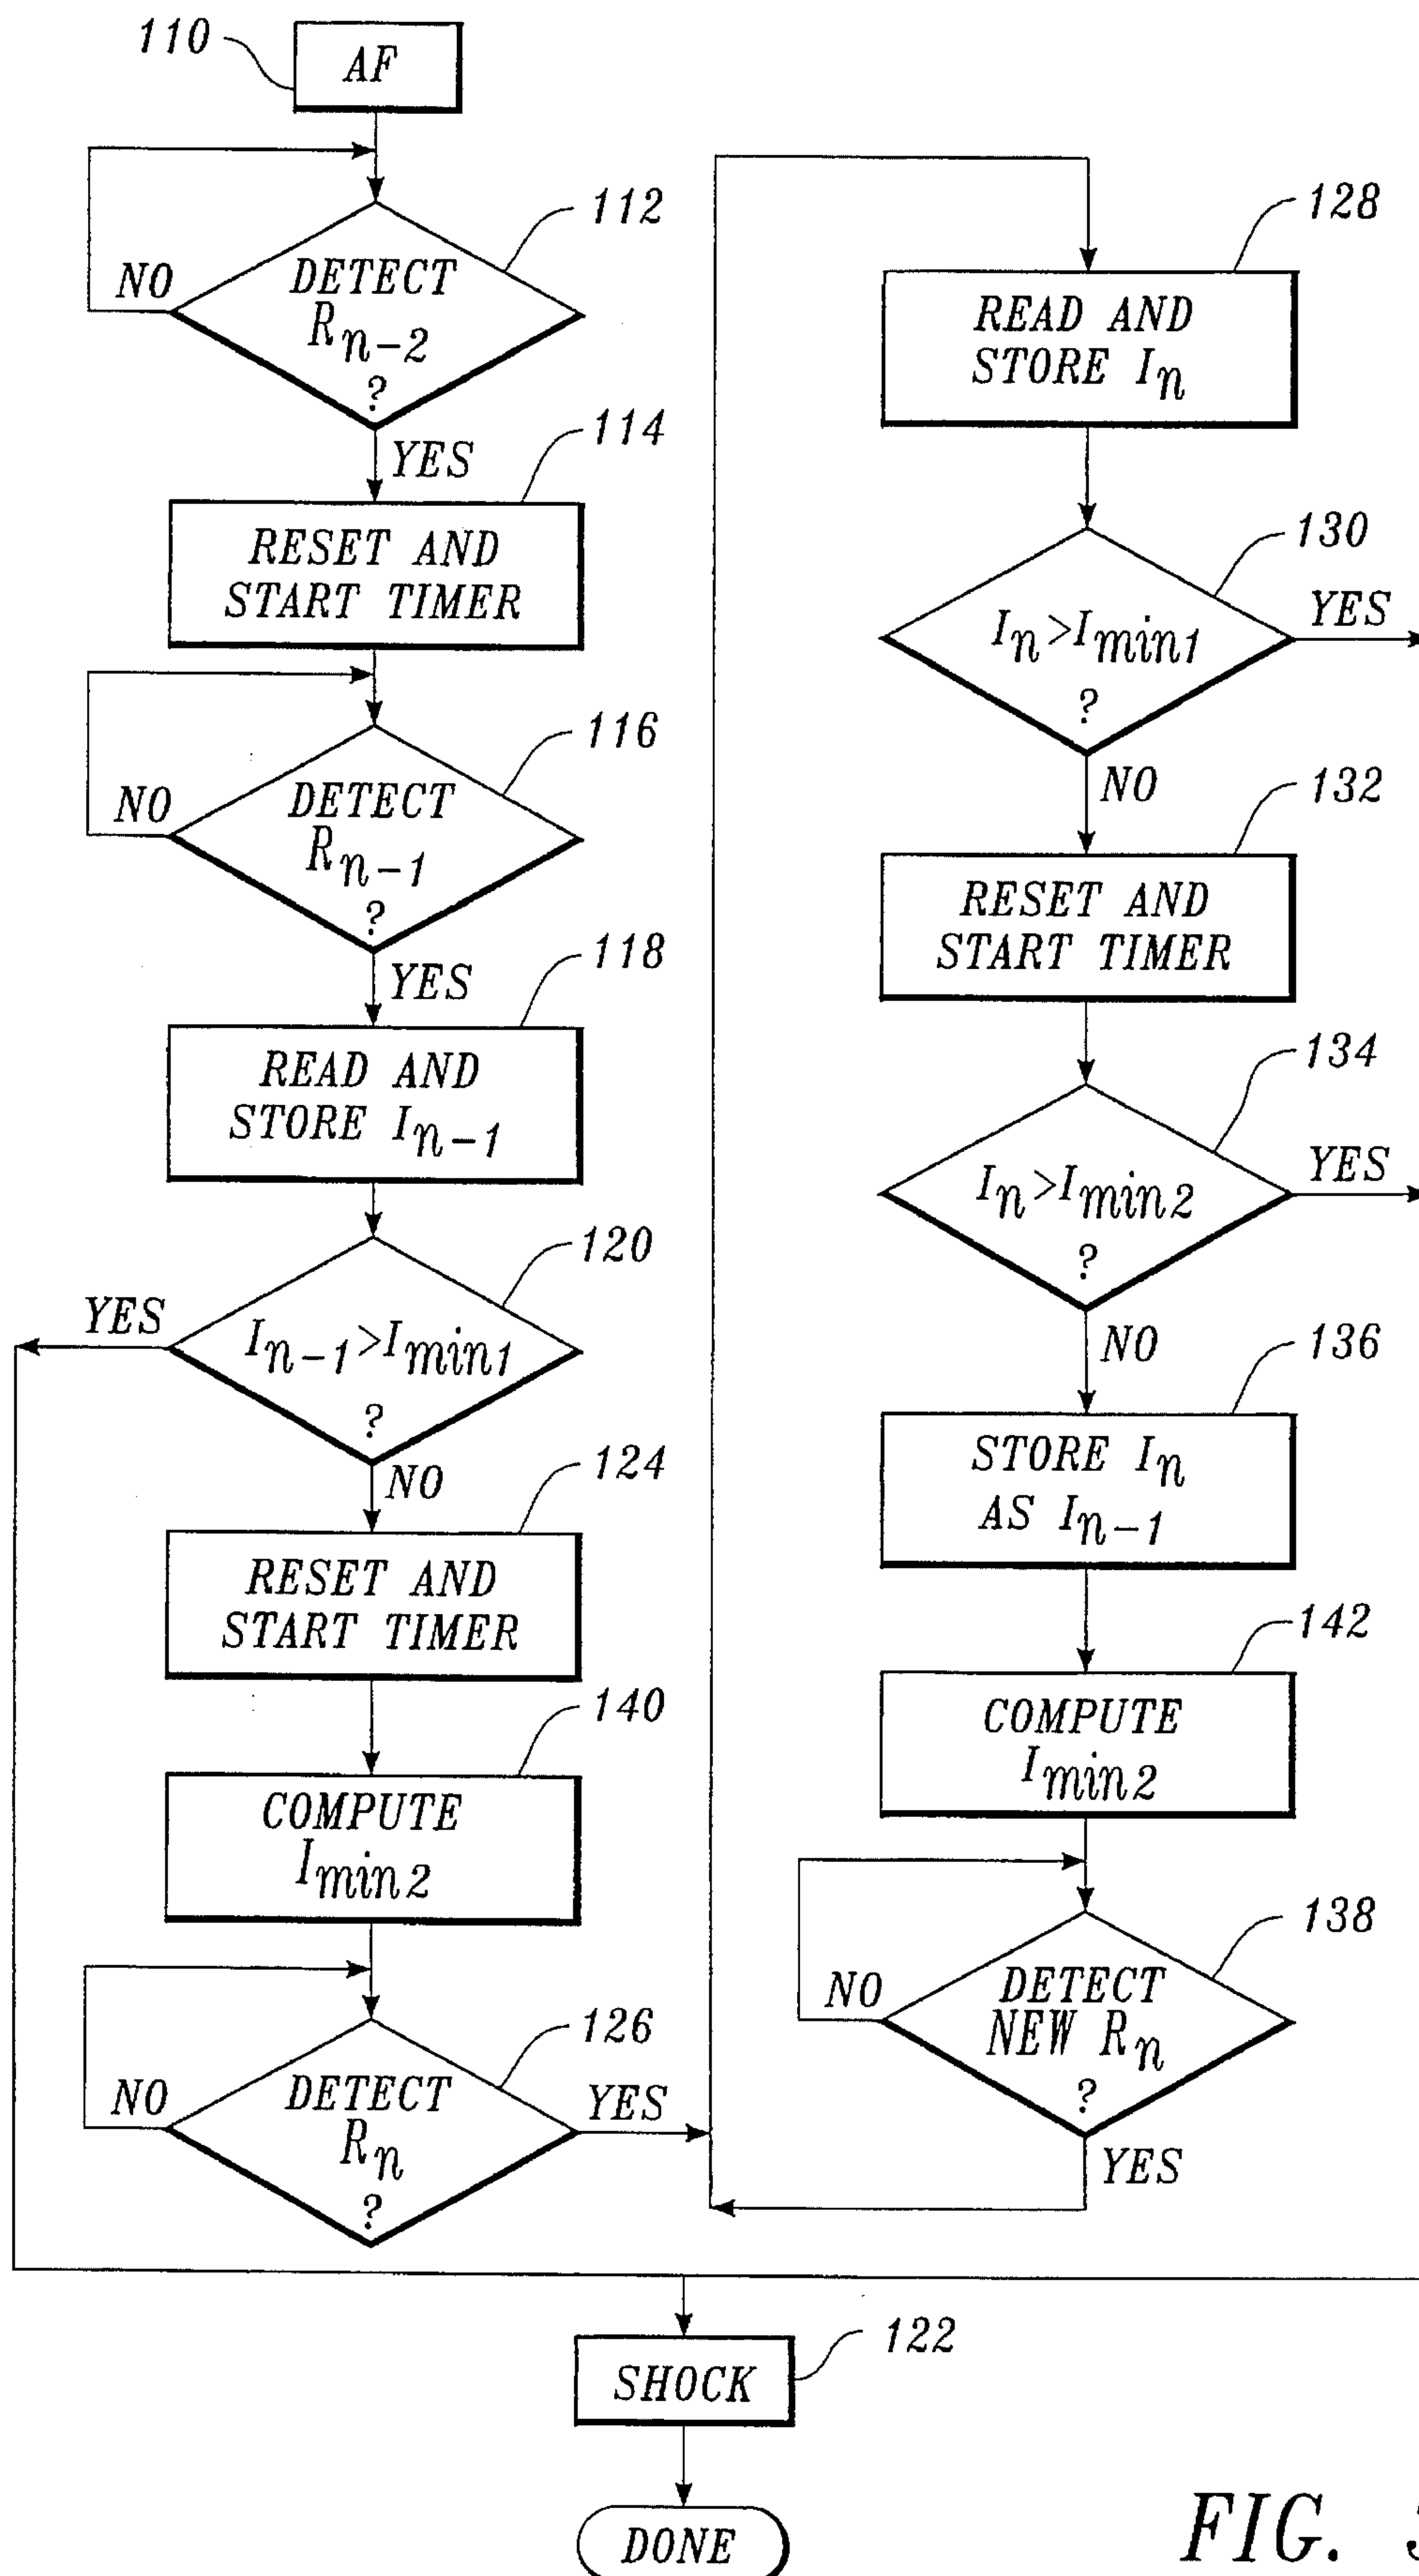 110
AF
112
DETECT
Rn-2
?
NO
YES
114
RESET AND
START TIMER
116
DETECT
Rn-1
?
NO
YES
118
READ AND
STORE In-1
120
In-1>Imin1
?
YES
NO
124
RESET AND
START TIMER
140
COMPUTE
Imin2
126
DETECT
Rn
?
NO
YES
128
READ AND
STORE In
130
In>Imin1
?
YES
NO
132
RESET AND
START TIMER
134
In>Imin2
?
YES
NO
136
STORE In
AS In-1
142
COMPUTE
Imin2
138
DETECT
NEW Rn
?
NO
YES
122
SHOCK
DONE
FIG.